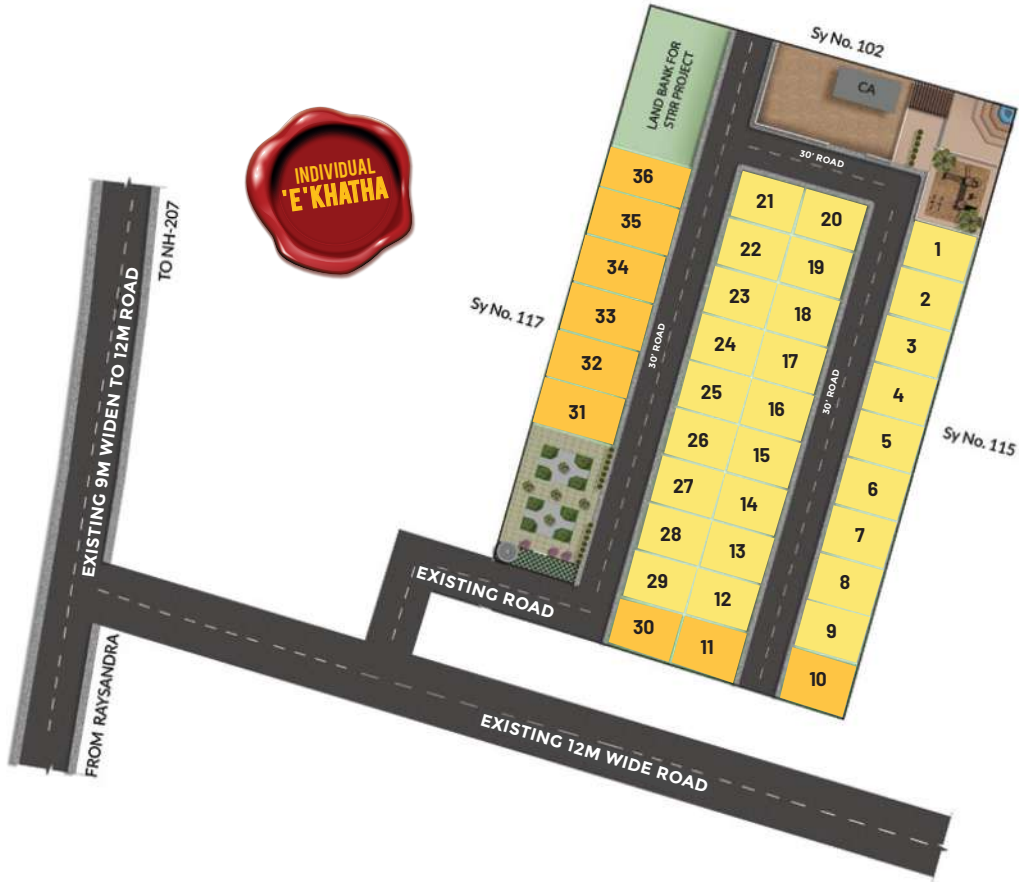 Sy No. 102
LAND BANK FOR
STRR PROJECT
CA
30' ROAD
INDIVIDUAL
'E'KHATHA
36
35
34
33
32
31
21
20
22
19
23
18
24
17
25
16
26
15
27
14
28
13
29
12
30
11
1
2
3
4
5
6
7
8
9
10
30' ROAD
30' ROAD
Sy No. 117
Sy No. 115
TO NH-207
EXISTING 9M WIDEN TO 12M ROAD
FROM RAYSANDRA
EXISTING ROAD
EXISTING 12M WIDE ROAD